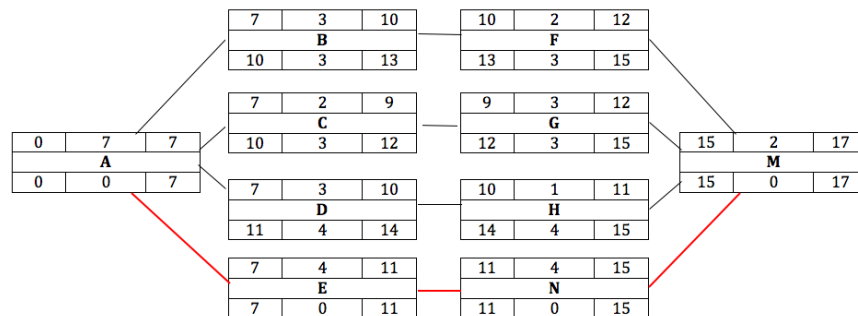 7 3 10
B
10 3 13
10 2 12
F
13 3 15
7 2 9
C
10 3 12
9 3 12
G
12 3 15
0 7 7
A
0 0 7
15 2 17
M
15 0 17
7 3 10
D
11 4 14
10 1 11
H
14 4 15
7 4 11
E
7 0 11
11 4 15
N
11 0 15